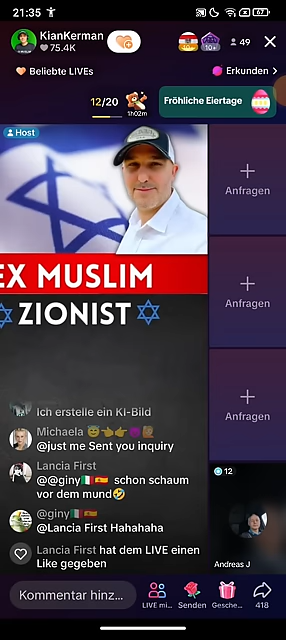 21:35
67
KianKerman
75.4K
10+
49
Beliebte LIVEs
Erkunden
12/20
1h02m
Fröhliche Eiertage
Host
Anfragen
EX MUSLIM
ZIONIST
Anfragen
Anfragen
Ich erstelle ein KI-Bild
Michaela
@just me Sent you inquiry
Lancia First
@@giny🇮🇹🇪🇸 schon schaum
vor dem mund🤣
@giny🇮🇹🇪🇸
@Lancia First Hahahaha
Lancia First hat dem LIVE einen
Like gegeben
12
Andreas J
Kommentar hinz...
LIVE mi...
Senden
Gesche...
418